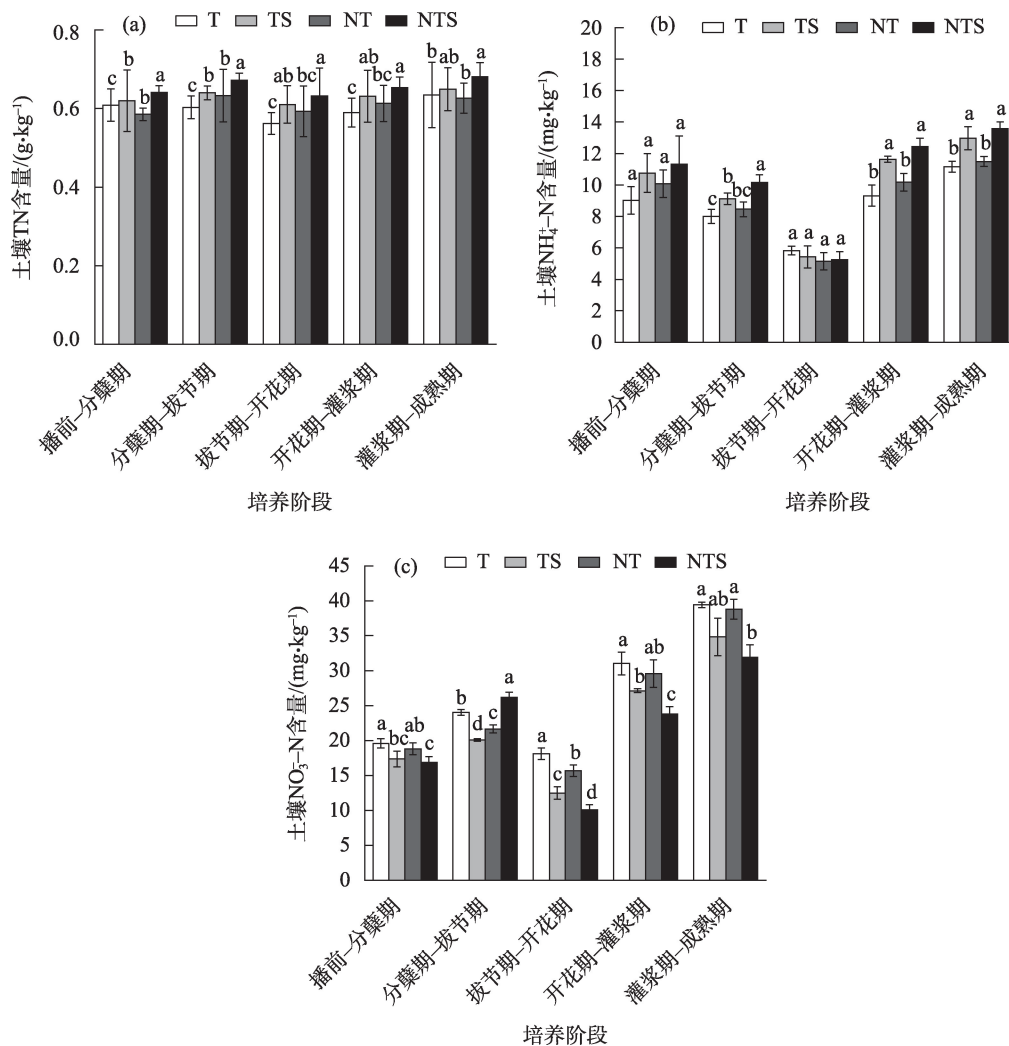 (a) T TS NT NTS
0.8
0.6
0.4
0.2
0.0
土壤TN含量/(g·kg⁻¹)
c b b a
c b b a
c ab bc a
c ab bc a
b ab b a
播前–分蘖期
分蘖期–拔节期
拔节期–开花期
开花期–灌浆期
灌浆期–成熟期
培养阶段
(b) T TS NT NTS
20
18
16
14
12
10
8
6
4
2
0
土壤NH₄⁺–N含量/(mg·kg⁻¹)
a a a a
c b bc a
a a a a
b a b a
b a b a
播前–分蘖期
分蘖期–拔节期
拔节期–开花期
开花期–灌浆期
灌浆期–成熟期
培养阶段
(c) T TS NT NTS
45
40
35
30
25
20
15
10
5
0
土壤NO₃⁻–N含量/(mg·kg⁻¹)
a bc ab c
b d c a
a c b d
a b ab c
a ab a b
播前–分蘖期
分蘖期–拔节期
拔节期–开花期
开花期–灌浆期
灌浆期–成熟期
培养阶段